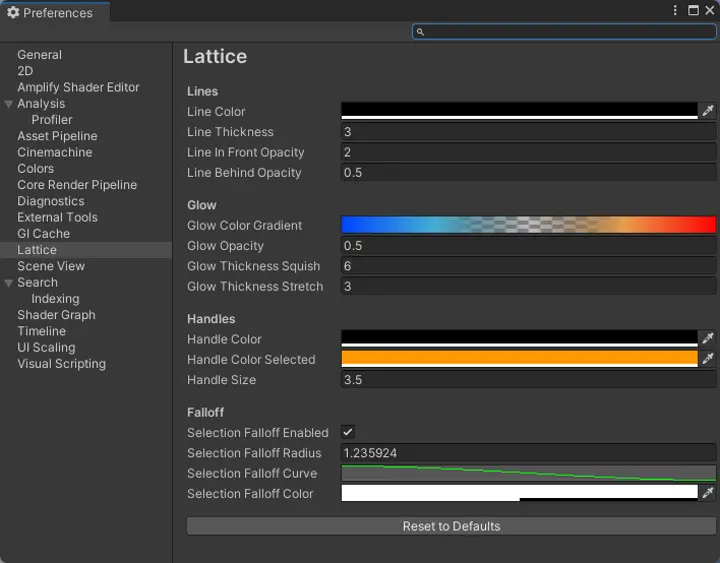 Preferences
General
2D
Amplify Shader Editor
Analysis
Profiler
Asset Pipeline
Cinemachine
Colors
Core Render Pipeline
Diagnostics
External Tools
GI Cache
Lattice
Scene View
Search
Indexing
Shader Graph
Timeline
UI Scaling
Visual Scripting
Lattice
Lines
Line Color
Line Thickness 3
Line In Front Opacity 2
Line Behind Opacity 0.5
Glow
Glow Color Gradient
Glow Opacity 0.5
Glow Thickness Squish 6
Glow Thickness Stretch 3
Handles
Handle Color
Handle Color Selected
Handle Size 3.5
Falloff
Selection Falloff Enabled
Selection Falloff Radius 1.235924
Selection Falloff Curve
Selection Falloff Color
Reset to Defaults